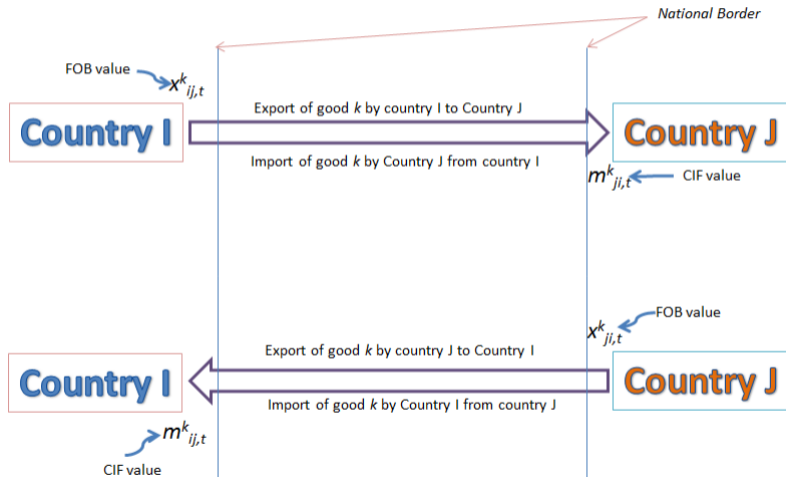 National Border
FOB value
x^k_ij,t
Export of good k by country I to Country J
Country I
Country J
Import of good k by Country J from country I
m^k_ji,t
CIF value
FOB value
x^k_ji,t
Export of good k by country J to Country I
Country I
Country J
Import of good k by Country I from country J
m^k_ij,t
CIF value